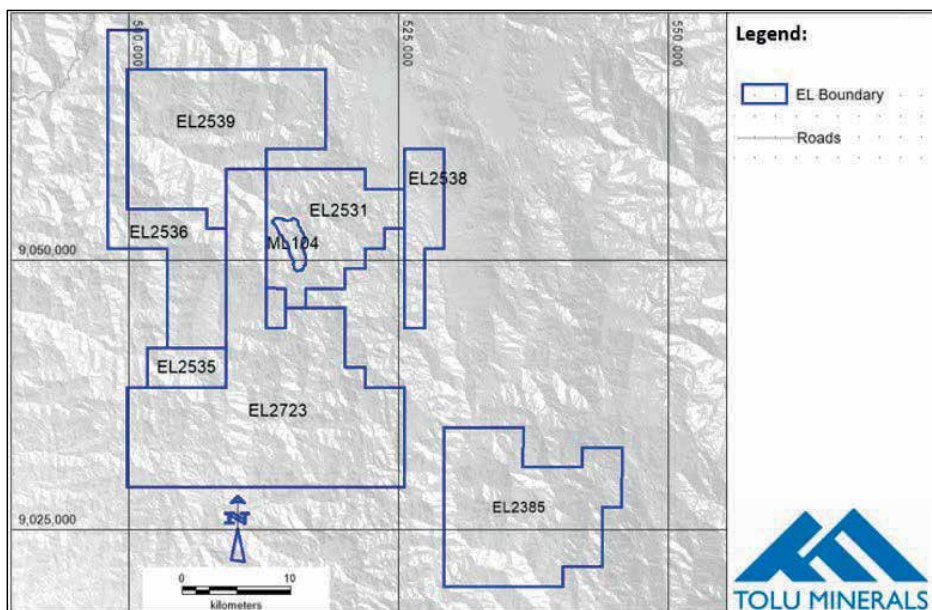 500,000
525,000
550,000
Legend:
EL2539
EL Boundary
Roads
EL2538
EL2531
EL2536
ML104
9,050,000
EL2535
EL2723
EL2385
9,025,000
N
0 10
kilometers
TOLU MINERALS